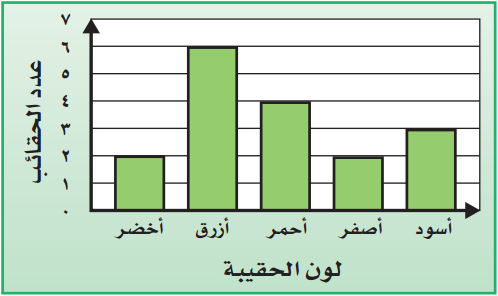 ٧
٦
٥
٤
٣
٢
١
٠
عدد الحقائب
أخضر أزرق أحمر أصفر أسود
لون الحقيبة